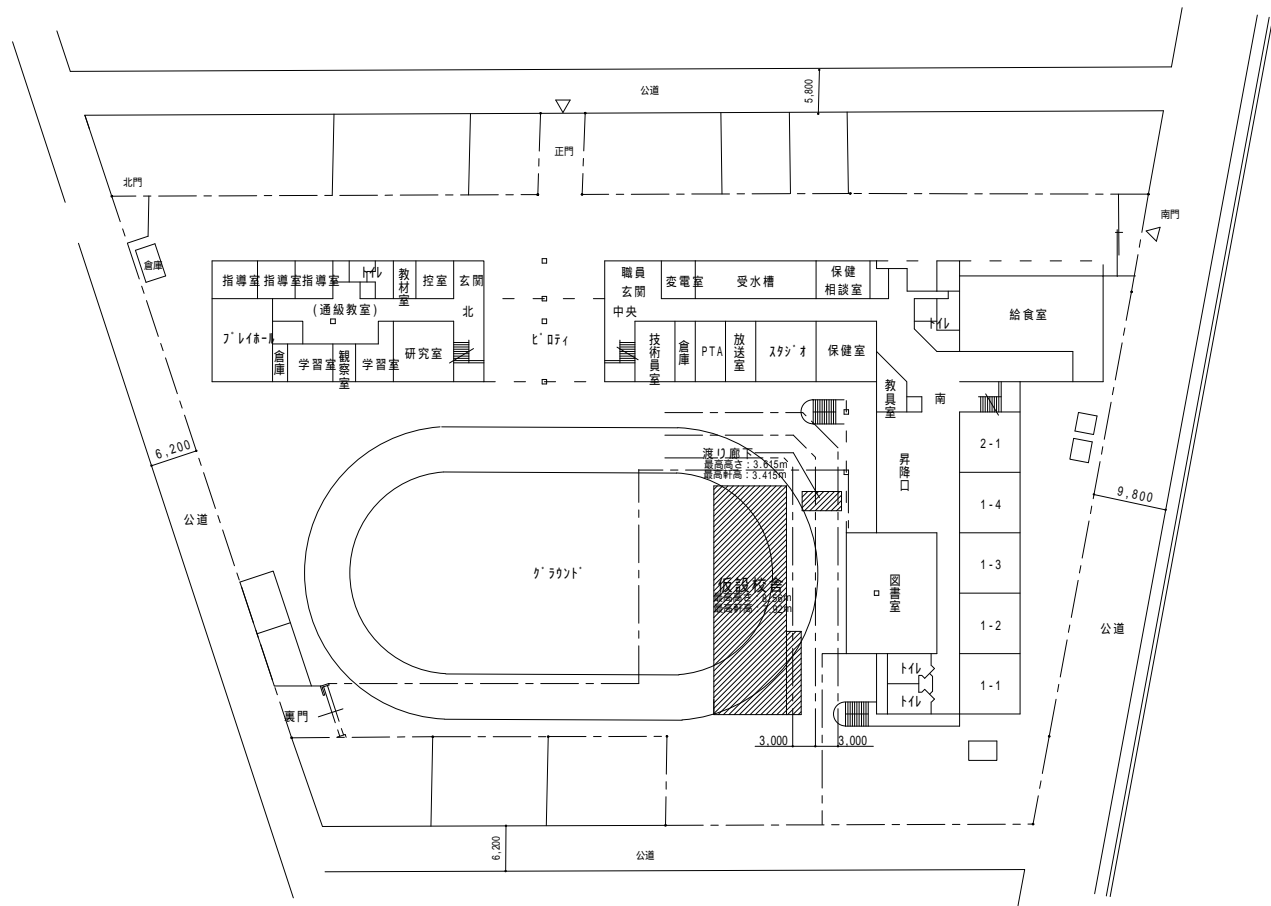 公道
5,800
正門
北門
南門
倉庫
指導室
指導室
指導室
トイレ
教材室
控室
玄関
職員
玄関
変電室
受水槽
保健
相談室
(通級教室)
北
中央
トイレ
給食室
プレイホール
倉庫
学習室
観察室
学習室
研究室
ピロティ
技術員室
倉庫
PTA
放送室
スタジオ
保健室
教具室
南
2-1
6,200
渡り廊下
最高高さ：3.615m
最高軒高：3.415m
昇降口
1-4
9,800
公道
グラウンド
1-3
仮設校舎
図書室
1-2
公道
トイレ
1-1
トイレ
裏門
3,000
3,000
6,200
公道